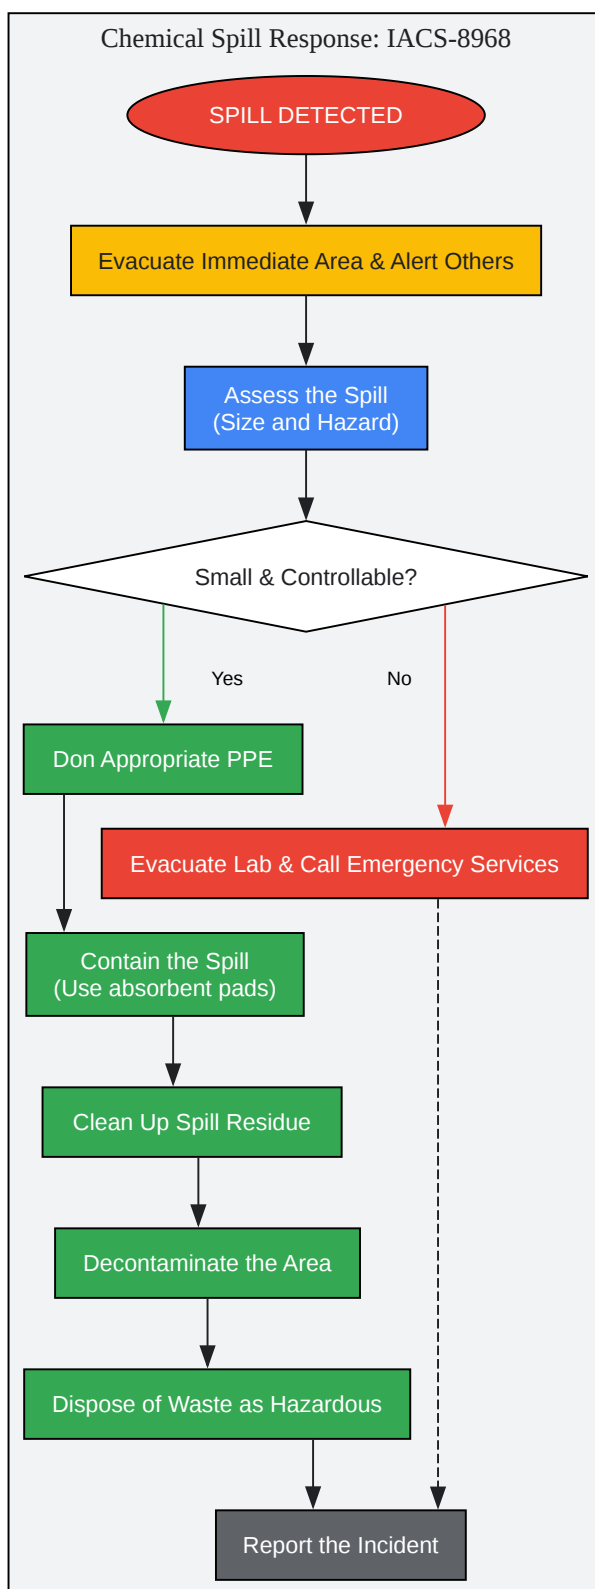 Chemical Spill Response: IACS-8968
SPILL DETECTED
Evacuate Immediate Area & Alert Others
Assess the Spill
(Size and Hazard)
Small & Controllable?
Yes
No
Don Appropriate PPE
Evacuate Lab & Call Emergency Services
Contain the Spill
(Use absorbent pads)
Clean Up Spill Residue
Decontaminate the Area
Dispose of Waste as Hazardous
Report the Incident